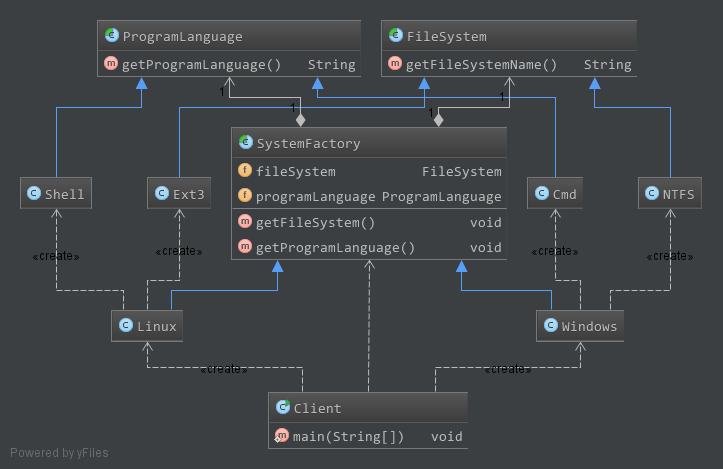 ProgramLanguage
getProgramLanguage() String
FileSystem
getFileSystemName() String
1
1
1
1
SystemFactory
fileSystem FileSystem
programLanguage ProgramLanguage
getFileSystem() void
getProgramLanguage() void
Shell
Ext3
Cmd
NTFS
«create»
«create»
«create»
«create»
Linux
Windows
«create»
«create»
Client
main(String[]) void
Powered by yFiles